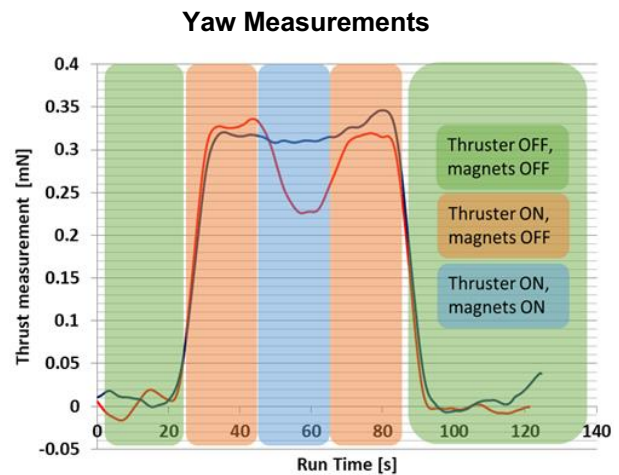 Yaw Measurements
0.4
0.35
0.3
0.25
0.2
0.15
0.1
0.05
0
-0.05
Thrust measurement [mN]
Thruster OFF,
magnets OFF
Thruster ON,
magnets OFF
Thruster ON,
magnets ON
0 20 40 60 80 100 120 140
Run Time [s]